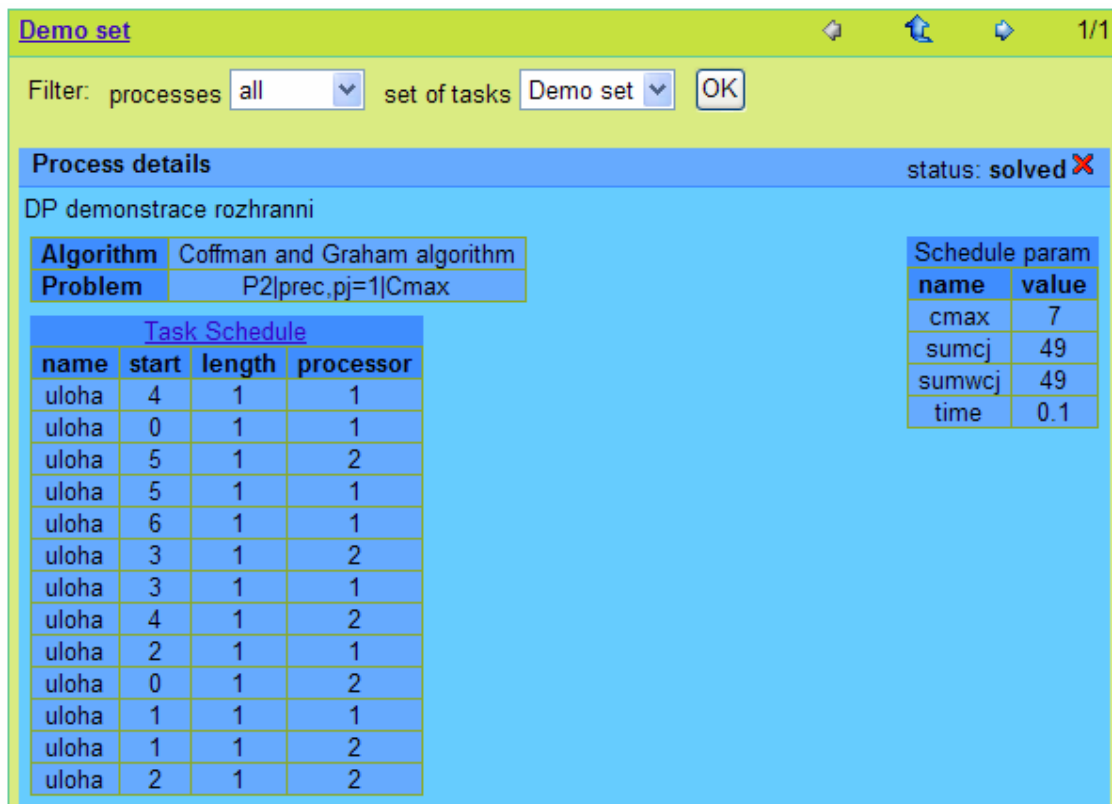 Demo set 1/1
Filter: processes all set of tasks Demo set OK
Process details status: solved
DP demonstrace rozhranni
Algorithm Coffman and Graham algorithm
Problem P2|prec,pj=1|Cmax
Task Schedule
name start length processor
uloha 4 1 1
uloha 0 1 1
uloha 5 1 2
uloha 5 1 1
uloha 6 1 1
uloha 3 1 2
uloha 3 1 1
uloha 4 1 2
uloha 2 1 1
uloha 0 1 2
uloha 1 1 1
uloha 1 1 2
uloha 2 1 2
Schedule param
name value
cmax 7
sumcj 49
sumwcj 49
time 0.1